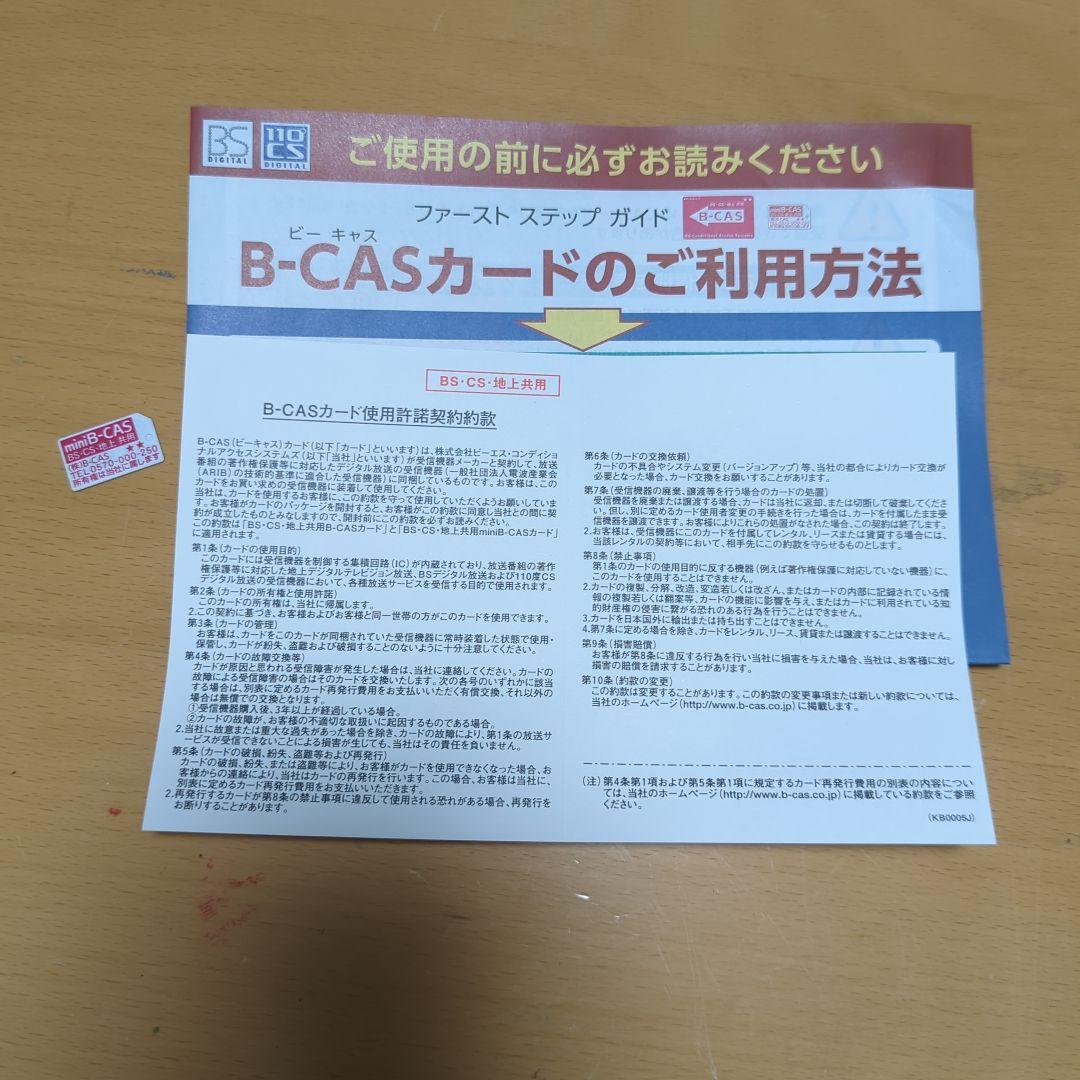 BS
DIGITAL
110°
CS
DIGITAL
ご使用の前に必ずお読みください
ファースト ステップ ガイド
B-CAS
miniB-CAS
ビー キャス
B-CASカードのご利用方法
miniB-CAS
BS・CS・地上 共用
★★
(株)B-CAS
TEL0570-000-250
所有権は当社に属します
BS・CS・地上共用
B-CASカード使用許諾契約約款
B-CAS(ビーキャス)カード(以下「カード」といいます)は、株式会社ビーエス・コンディショ
ナルアクセスシステムズ(以下「当社」といいます)が受信機器メーカーと契約して、放送
番組の著作権保護等に対応したデジタル放送の受信機器(一般社団法人電波産業会
(ARIB)の技術的基準に適合した受信機器)に同梱しているものです。お客様は、この
カードをお買い求めの受信機器に装着して使用してください。
当社は、カードを使用するお客様に、この約款を守って使用していただくようお願いしていま
す。お客様がカードのパッケージを開封すると、お客様がこの約款に同意し当社との間に契
約が成立したものとみなしますので、開封前にこの約款を必ずお読みください。
この約款は「BS・CS・地上共用B-CASカード」と「BS・CS・地上共用miniB-CASカード」
に適用されます。
第1条(カードの使用目的)
このカードには受信機器を制御する集積回路(IC)が内蔵されており、放送番組の著作
権保護等に対応した地上デジタルテレビジョン放送、BSデジタル放送および110度CS
デジタル放送の受信機器において、各種放送サービスを受信する目的で使用されます。
第2条(カードの所有権と使用許諾)
このカードの所有権は、当社に帰属します。
2.この契約に基づき、お客様およびお客様と同一世帯の方がこのカードを使用できます。
第3条(カードの管理)
お客様は、カードをこのカードが同梱されていた受信機器に常時装着した状態で使用・
保管し、カードが紛失、盗難および破損することのないように十分注意してください。
第4条(カードの故障交換等)
カードが原因と思われる受信障害が発生した場合は、当社に連絡してください。カードの
故障による受信障害の場合はそのカードを交換いたします。次の各号のいずれかに該当
する場合は、別表に定めるカード再発行費用をお支払いいただく有償交換、それ以外の
場合は無償での交換となります。
①受信機器購入後、3年以上が経過している場合。
②カードの故障が、お客様の不適切な取扱いに起因するものである場合。
2.当社に故意または重大な過失があった場合を除き、カードの故障により、第1条の放送サ
ービスが受信できないことによる損害が生じても、当社はその責任を負いません。
第5条(カードの破損、紛失、盗難等および再発行)
カードの破損、紛失、または盗難等により、お客様がカードを使用できなくなった場合、お
客様からの連絡により、当社はカードの再発行を行います。この場合、お客様は当社に、
別表に定めるカード再発行費用をお支払いいただきます。
2.再発行するカードが第8条の禁止事項に違反して使用される恐れがある場合、再発行を
お断りすることがあります。
第6条(カードの交換依頼)
カードの不具合やシステム変更(バージョンアップ)等、当社の都合によりカード交換が
必要となった場合、カード交換をお願いすることがあります。
第7条(受信機器の廃棄、譲渡等を行う場合のカードの処置)
受信機器を廃棄または譲渡する場合、カードは当社に返却、または切断して破棄してくだ
さい。但し、別に定めるカード使用者変更の手続きを行った場合は、カードを付属したまま受
信機器を譲渡できます。お客様によりこれらの処置がなされた場合、この契約は終了します。
2.お客様は、受信機器にこのカードを付属してレンタル、リースまたは賃貸する場合には、
当該レンタルの契約等において、相手先にこの約款を守らせるものとします。
第8条(禁止事項)
第1条のカードの使用目的に反する機器(例えば著作権保護に対応していない機器)に、
このカードを使用することはできません。
2.カードの複製、分解、改造、変造若しくは改ざん、またはカードの内部に記録されている情
報の複製若しくは翻案等、カードの機能に影響を与え、またはカードに利用されている知
的財産権の侵害に繋がる恐れのある行為を行うことはできません。
3.カードを日本国外に輸出または持ち出すことはできません。
4.第7条に定める場合を除き、カードをレンタル、リース、賃貸または譲渡することはできません。
第9条(損害賠償)
お客様が第8条に違反する行為を行い当社に損害を与えた場合、当社は、お客様に対し
損害の賠償を請求することがあります。
第10条(約款の変更)
この約款は変更することがあります。この約款の変更事項または新しい約款については、
当社のホームページ(http://www.b-cas.co.jp)に掲載します。
(注)第4条第1項および第5条第1項に規定するカード再発行費用の別表の内容につい
ては、当社のホームページ(http://www.b-cas.co.jp)に掲載している約款をご参照
ください。
(KB0005J)